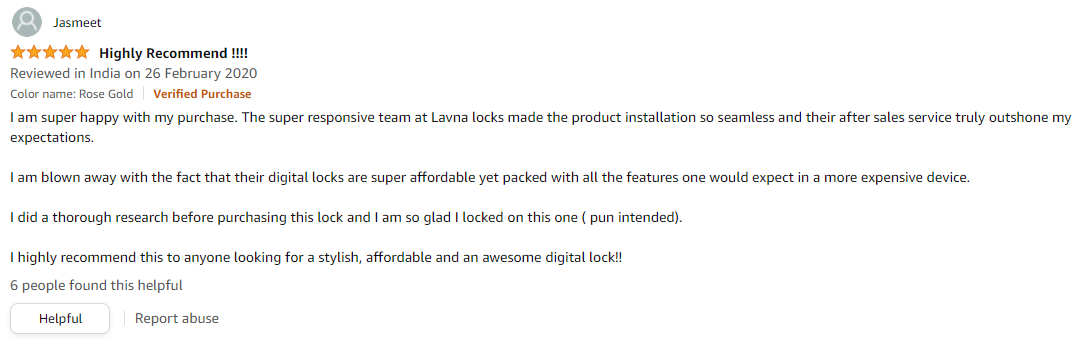 Jasmeet
Highly Recommend !!!!
Reviewed in India on 26 February 2020
Color name: Rose Gold Verified Purchase
I am super happy with my purchase. The super responsive team at Lavna locks made the product installation so seamless and their after sales service truly outshone my
expectations.
I am blown away with the fact that their digital locks are super affordable yet packed with all the features one would expect in a more expensive device.
I did a thorough research before purchasing this lock and I am so glad I locked on this one ( pun intended).
I highly recommend this to anyone looking for a stylish, affordable and an awesome digital lock!!
6 people found this helpful
Helpful Report abuse